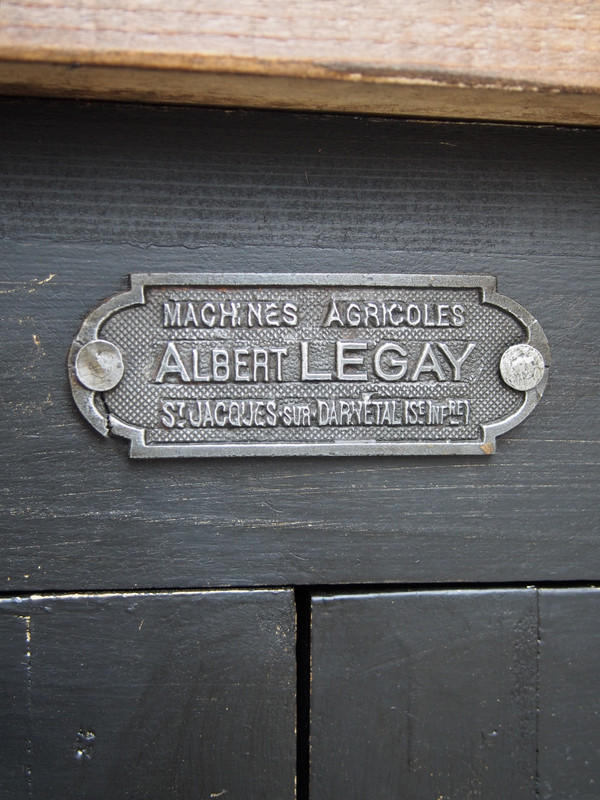 MACHINES AGRICOLES
ALBERT LEGAY
ST JACQUES-SUR-DARNÉTAL (SE INFRE)